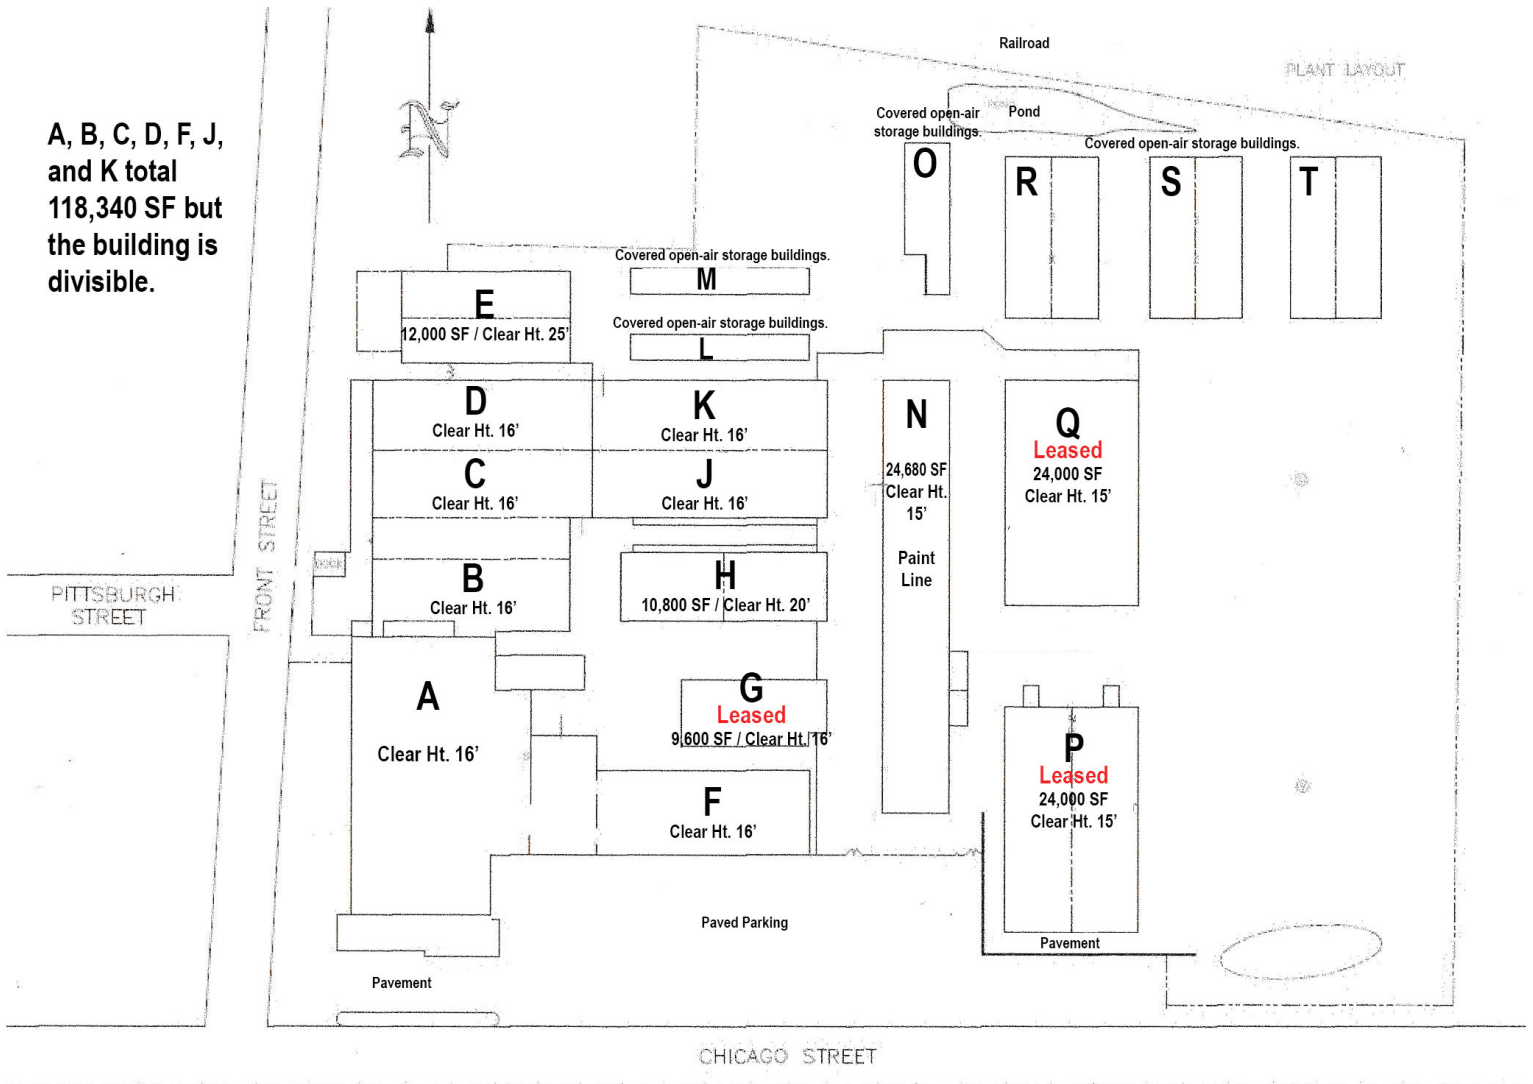 Railroad
PLANT LAYOUT
N
A, B, C, D, F, J,
and K total
118,340 SF but
the building is
divisible.
Covered open-air
storage buildings.
Pond
Covered open-air storage buildings.
O
R
S
T
Covered open-air storage buildings.
M
E
12,000 SF / Clear Ht. 25'
Covered open-air storage buildings.
L
D
Clear Ht. 16'
K
Clear Ht. 16'
N
24,680 SF
Clear Ht.
15'
Paint
Line
Q
Leased
24,000 SF
Clear Ht. 15'
C
Clear Ht. 16'
J
Clear Ht. 16'
FRONT STREET
DOCK
PITTSBURGH
STREET
B
Clear Ht. 16'
H
10,800 SF / Clear Ht. 20'
A
Clear Ht. 16'
G
Leased
9,600 SF / Clear Ht. 16'
P
Leased
24,000 SF
Clear Ht. 15'
F
Clear Ht. 16'
Paved Parking
Pavement
Pavement
CHICAGO STREET